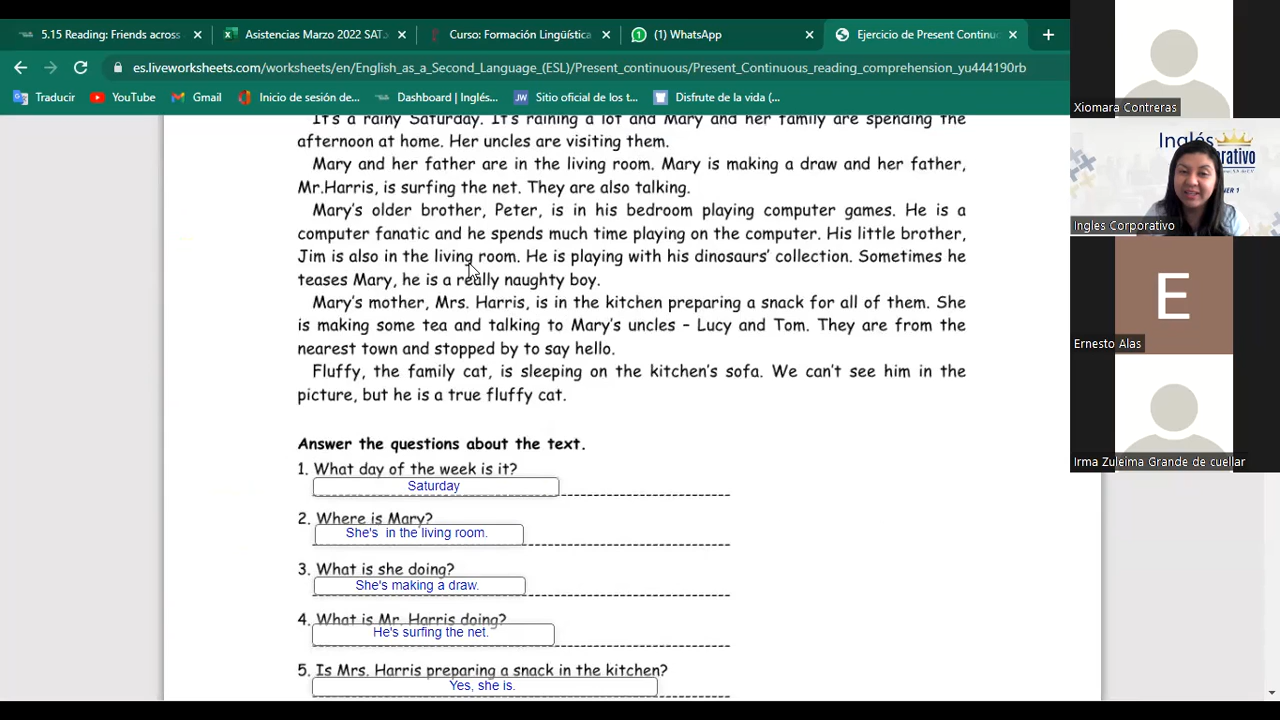 5.15 Reading: Friends across
Asistencias Marzo 2022 SAT.
Curso: Formación Lingüística
(1) WhatsApp
Ejercicio de Present Continuo
es.liveworksheets.com/worksheets/en/English_as_a_Second_Language_(ESL)/Present_continuous/Present_Continuous_reading_comprehension_yu444190rb
Traducir
YouTube
Gmail
Inicio de sesión de...
Dashboard | Inglés...
JW
Sitio oficial de los t...
Disfrute de la vida (...
It's a rainy Saturday. It's raining a lot and Mary and her family are spending the
afternoon at home. Her uncles are visiting them.
Mary and her father are in the living room. Mary is making a draw and her father,
Mr.Harris, is surfing the net. They are also talking.
Mary's older brother, Peter, is in his bedroom playing computer games. He is a
computer fanatic and he spends much time playing on the computer. His little brother,
Jim is also in the living room. He is playing with his dinosaurs' collection. Sometimes he
teases Mary, he is a really naughty boy.
Mary's mother, Mrs. Harris, is in the kitchen preparing a snack for all of them. She
is making some tea and talking to Mary's uncles – Lucy and Tom. They are from the
nearest town and stopped by to say hello.
Fluffy, the family cat, is sleeping on the kitchen's sofa. We can't see him in the
picture, but he is a true fluffy cat.
Answer the questions about the text.
1. What day of the week is it?
Saturday
2. Where is Mary?
She's in the living room.
3. What is she doing?
She's making a draw.
4. What is Mr. Harris doing?
He's surfing the net.
5. Is Mrs. Harris preparing a snack in the kitchen?
Yes, she is.
Xiomara Contreras
Inglés
Ingles Corporativo
E
Ernesto Alas
Irma Zuleima Grande de cuellar